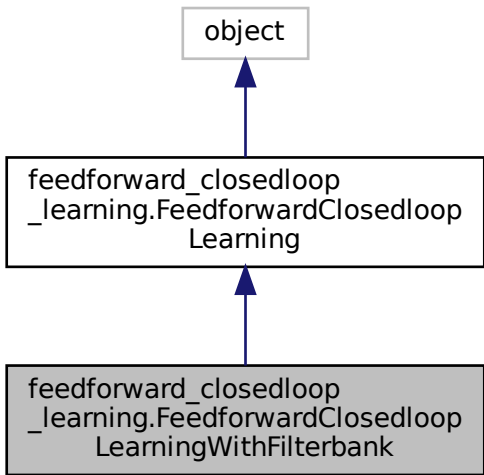 object
feedforward_closedloop
_learning.FeedforwardClosedloop
Learning
feedforward_closedloop
_learning.FeedforwardClosedloop
LearningWithFilterbank